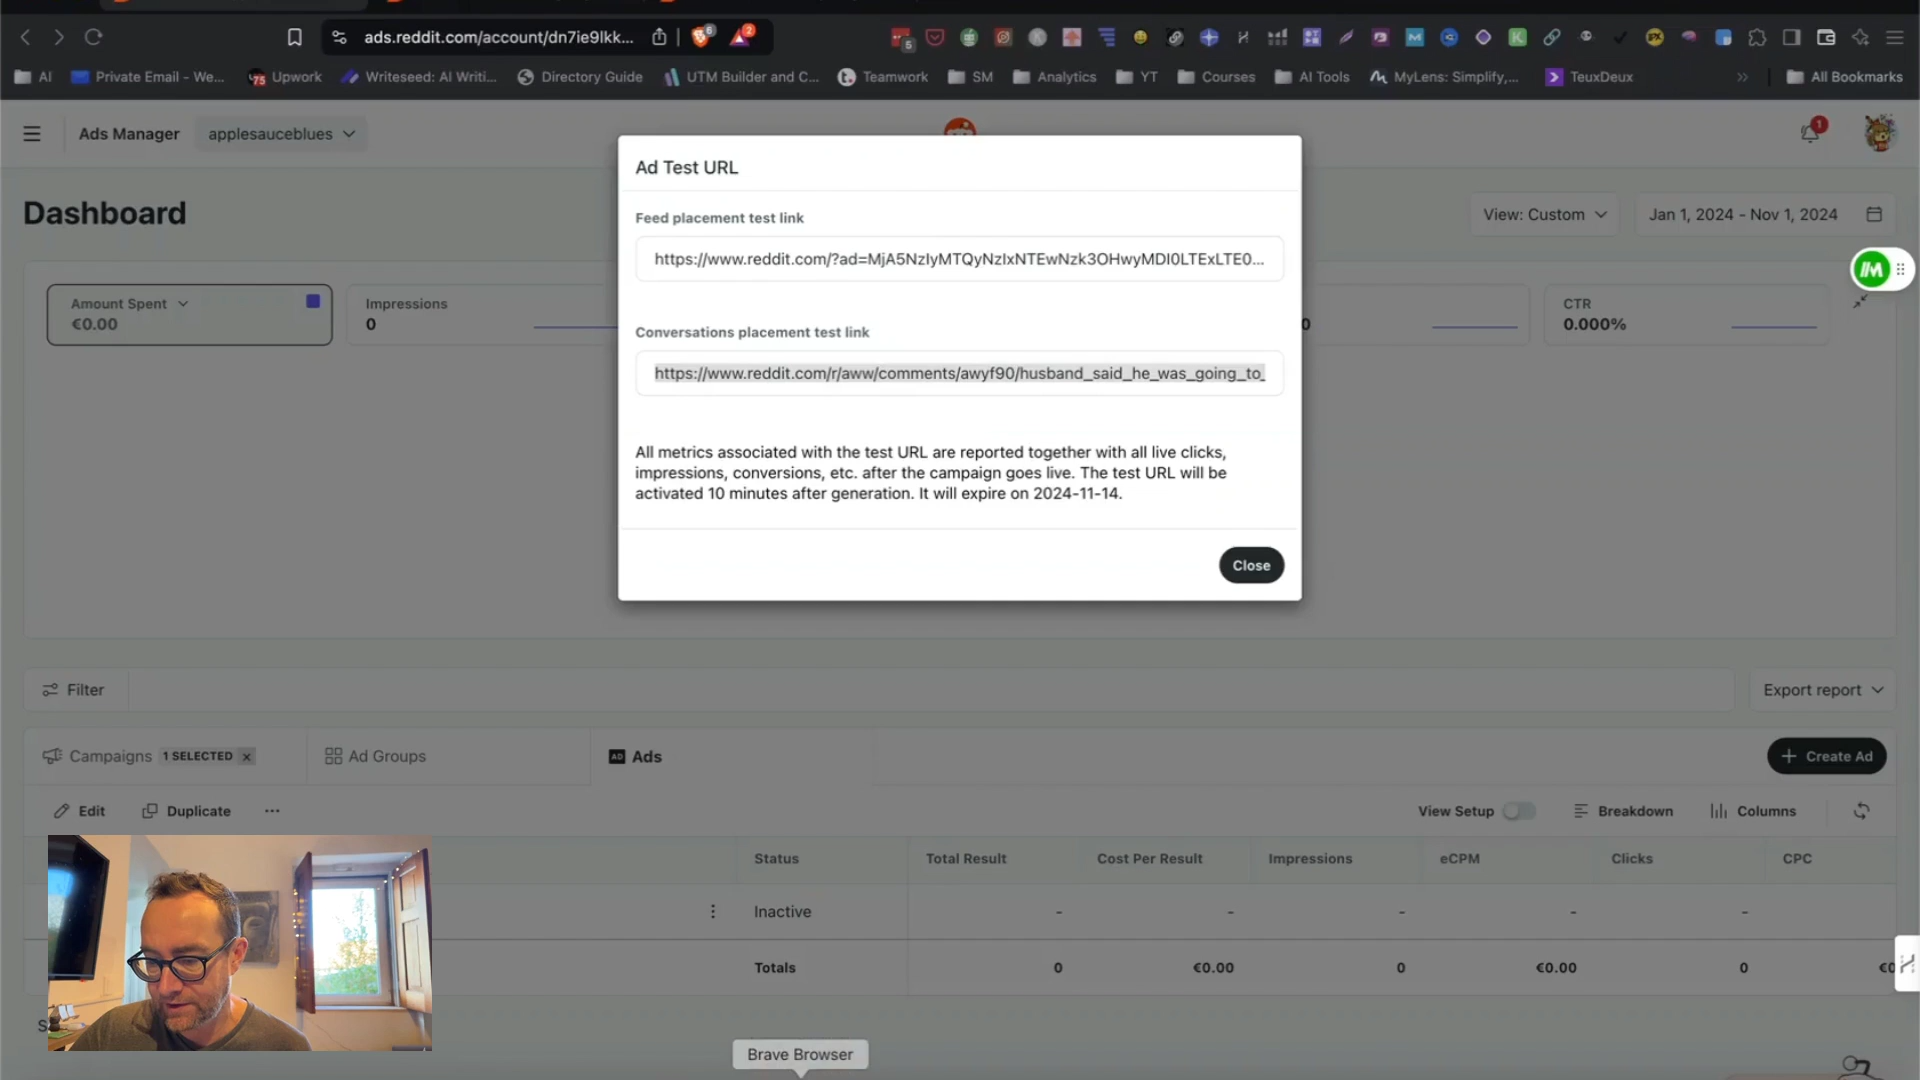 ads.reddit.com/account/dn7ie9lkk...
AI
Private Email - We...
Upwork
Writeseed: AI Writi...
Directory Guide
UTM Builder and C...
Teamwork
SM
Analytics
YT
Courses
AI Tools
MyLens: Simplify,...
TeuxDeux
All Bookmarks
Ads Manager
applesauceblues
1
Dashboard
View: Custom
Jan 1, 2024 - Nov 1, 2024
Ad Test URL
Feed placement test link
https://www.reddit.com/?ad=MjA5NzIyMTQyNzIxNTEwNzk3OHwyMDI0LTExLTE0...
Conversations placement test link
https://www.reddit.com/r/aww/comments/awyf90/husband_said_he_was_going_to_
All metrics associated with the test URL are reported together with all live clicks,
impressions, conversions, etc. after the campaign goes live. The test URL will be
activated 10 minutes after generation. It will expire on 2024-11-14.
Close
Amount Spent
€0.00
Impressions
0
0
CTR
0.000%
Filter
Export report
Campaigns 1 SELECTED
Ad Groups
Ads
Create Ad
Edit
Duplicate
View Setup
Breakdown
Columns
Status Total Result Cost Per Result Impressions eCPM Clicks CPC
Inactive - - - - -
Totals 0 €0.00 0 €0.00 0 €0
Brave Browser